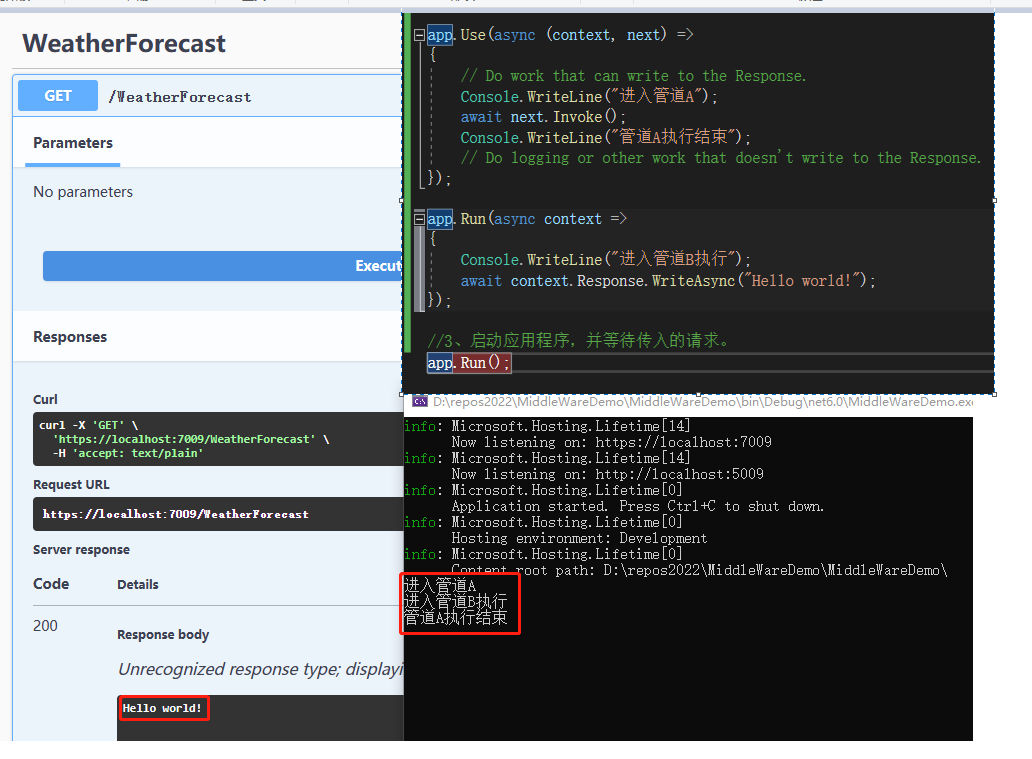 WeatherForecast
GET /WeatherForecast
Parameters
No parameters
Execut
Responses
Curl
curl -X 'GET' \
'https://localhost:7009/WeatherForecast' \
-H 'accept: text/plain'
Request URL
https://localhost:7009/WeatherForecast
Server response
Code Details
200
Response body
Unrecognized response type; displayi
Hello world!
app.Use(async (context, next) =>
{
// Do work that can write to the Response.
Console.WriteLine("进入管道A");
await next.Invoke();
Console.WriteLine("管道A执行结束");
// Do logging or other work that doesn't write to the Response.
});
app.Run(async context =>
{
Console.WriteLine("进入管道B执行");
await context.Response.WriteAsync("Hello world!");
});
//3、启动应用程序，并等待传入的请求。
app.Run();
D:\repos2022\MiddleWareDemo\MiddleWareDemo\bin\Debug\net6.0\MiddleWareDemo.exe
info: Microsoft.Hosting.Lifetime[14]
Now listening on: https://localhost:7009
info: Microsoft.Hosting.Lifetime[14]
Now listening on: http://localhost:5009
info: Microsoft.Hosting.Lifetime[0]
Application started. Press Ctrl+C to shut down.
info: Microsoft.Hosting.Lifetime[0]
Hosting environment: Development
info: Microsoft.Hosting.Lifetime[0]
Content root path: D:\repos2022\MiddleWareDemo\MiddleWareDemo\
进入管道A
进入管道B执行
管道A执行结束